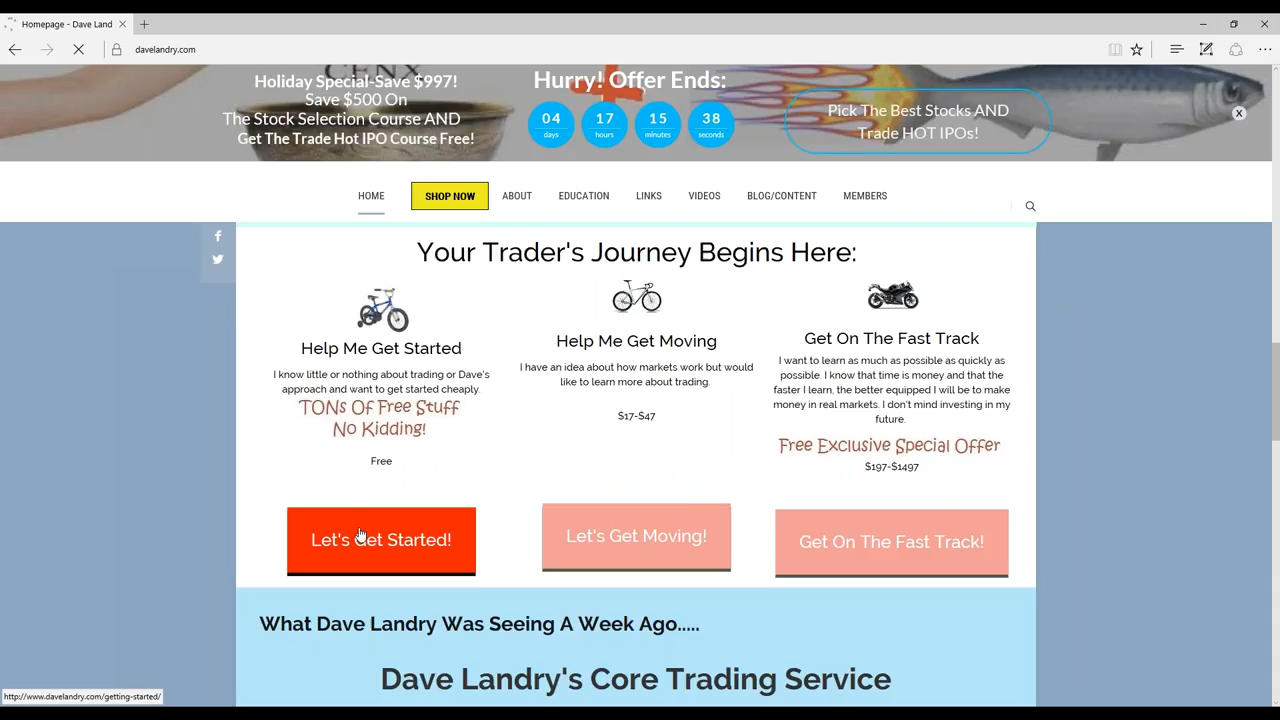 Homepage - Dave Land
davelandry.com
CENX
Holiday Special-Save $997!
Save $500 On
The Stock Selection Course AND
Get The Trade Hot IPO Course Free!
Hurry! Offer Ends:
04 17 15 38
days hours minutes seconds
Pick The Best Stocks AND
Trade HOT IPOs!
X
HOME SHOP NOW ABOUT EDUCATION LINKS VIDEOS BLOG/CONTENT MEMBERS
Your Trader's Journey Begins Here:
Help Me Get Started
I know little or nothing about trading or Dave's
approach and want to get started cheaply.
TONs Of Free Stuff
No Kidding!
Free
Let's Get Started!
Help Me Get Moving
I have an idea about how markets work but would
like to learn more about trading.
$17-$47
Let's Get Moving!
Get On The Fast Track
I want to learn as much as possible as quickly as
possible. I know that time is money and that the
faster I learn, the better equipped I will be to make
money in real markets. I don't mind investing in my
future.
Free Exclusive Special Offer
$197-$1497
Get On The Fast Track!
What Dave Landry Was Seeing A Week Ago.....
Dave Landry's Core Trading Service
http://www.davelandry.com/getting-started/